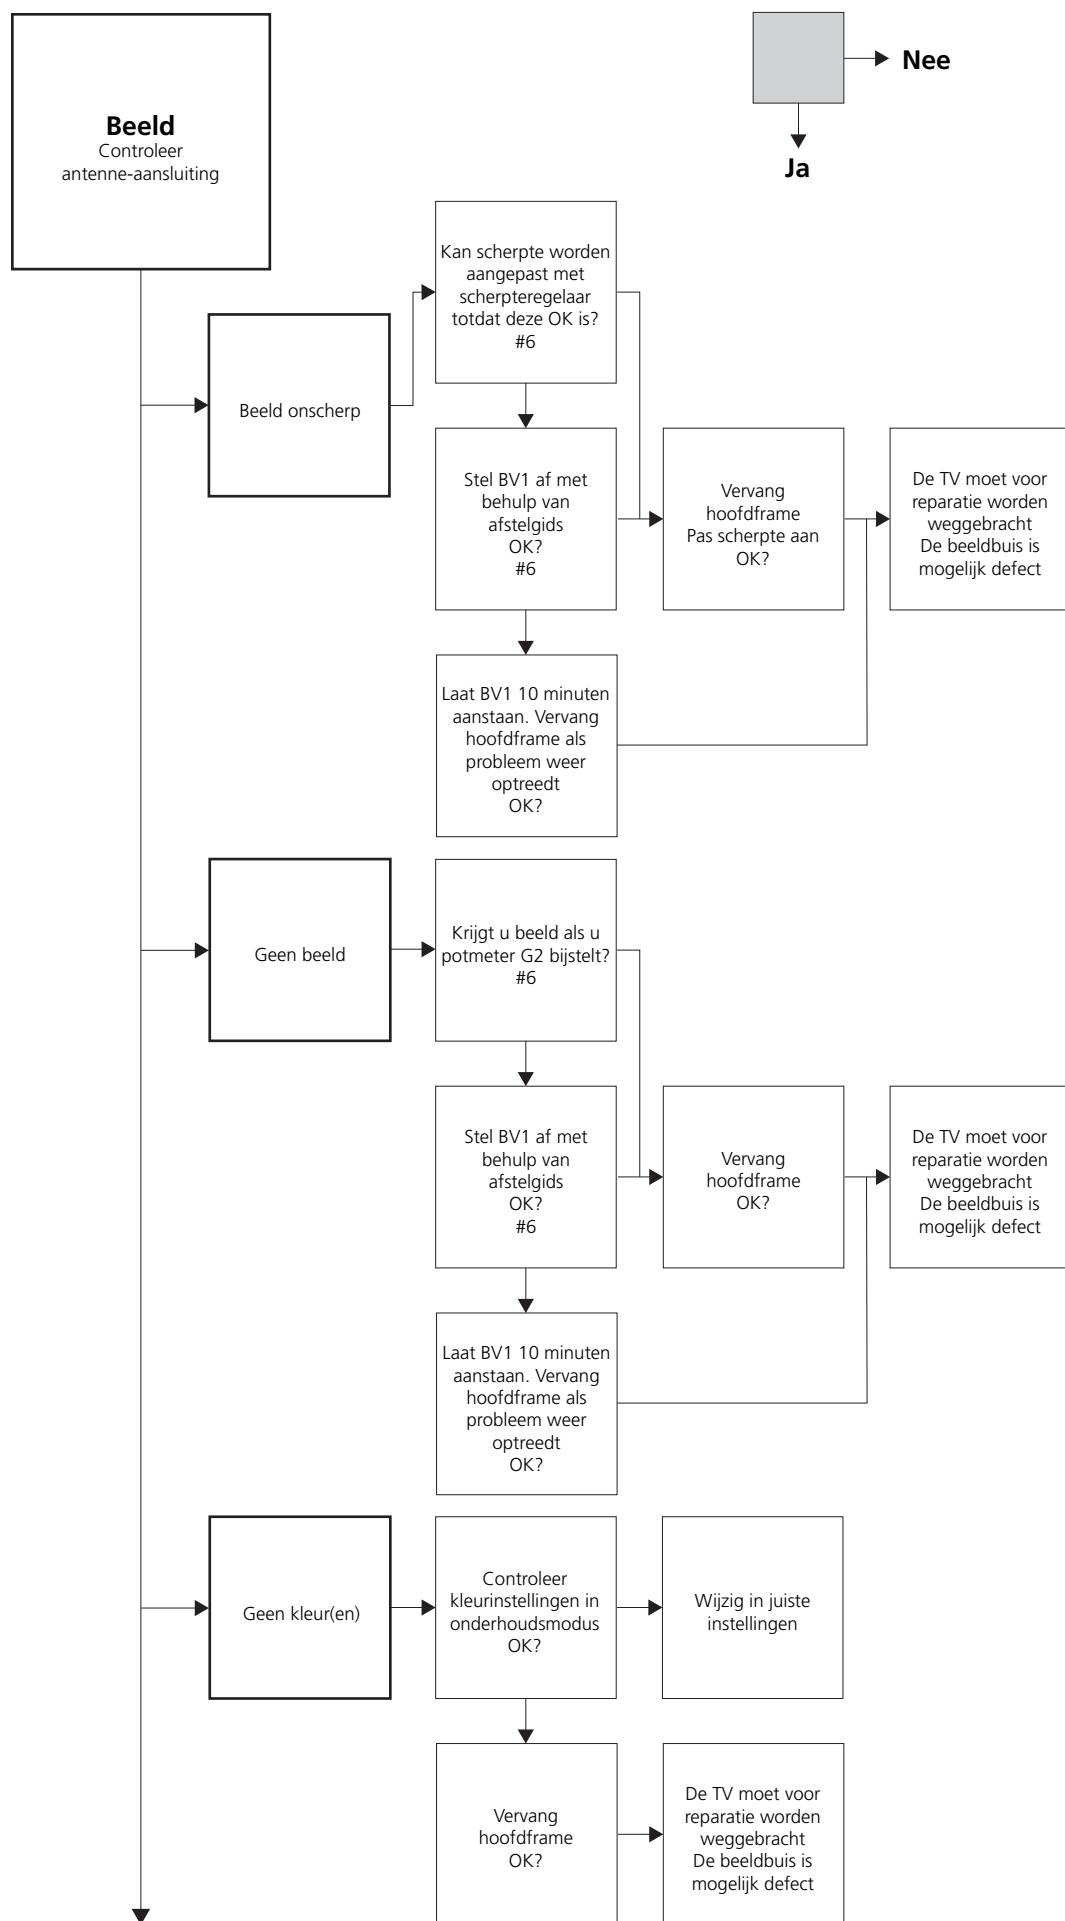 Beeld
Controleer
antenne-aansluiting
Nee
Ja
Kan scherpte worden
aangepast met
scherpteregelaar
totdat deze OK is?
#6
Beeld onscherp
Stel BV1 af met
behulp van
afstelgids
OK?
#6
Vervang
hoofdframe
Pas scherpte aan
OK?
De TV moet voor
reparatie worden
weggebracht
De beeldbuis is
mogelijk defect
Laat BV1 10 minuten
aanstaan. Vervang
hoofdframe als
probleem weer
optreedt
OK?
Geen beeld
Krijgt u beeld als u
potmeter G2 bijstelt?
#6
Stel BV1 af met
behulp van
afstelgids
OK?
#6
Vervang
hoofdframe
OK?
De TV moet voor
reparatie worden
weggebracht
De beeldbuis is
mogelijk defect
Laat BV1 10 minuten
aanstaan. Vervang
hoofdframe als
probleem weer
optreedt
OK?
Geen kleur(en)
Controleer
kleurinstellingen in
onderhoudsmodus
OK?
Wijzig in juiste
instellingen
Vervang
hoofdframe
OK?
De TV moet voor
reparatie worden
weggebracht
De beeldbuis is
mogelijk defect